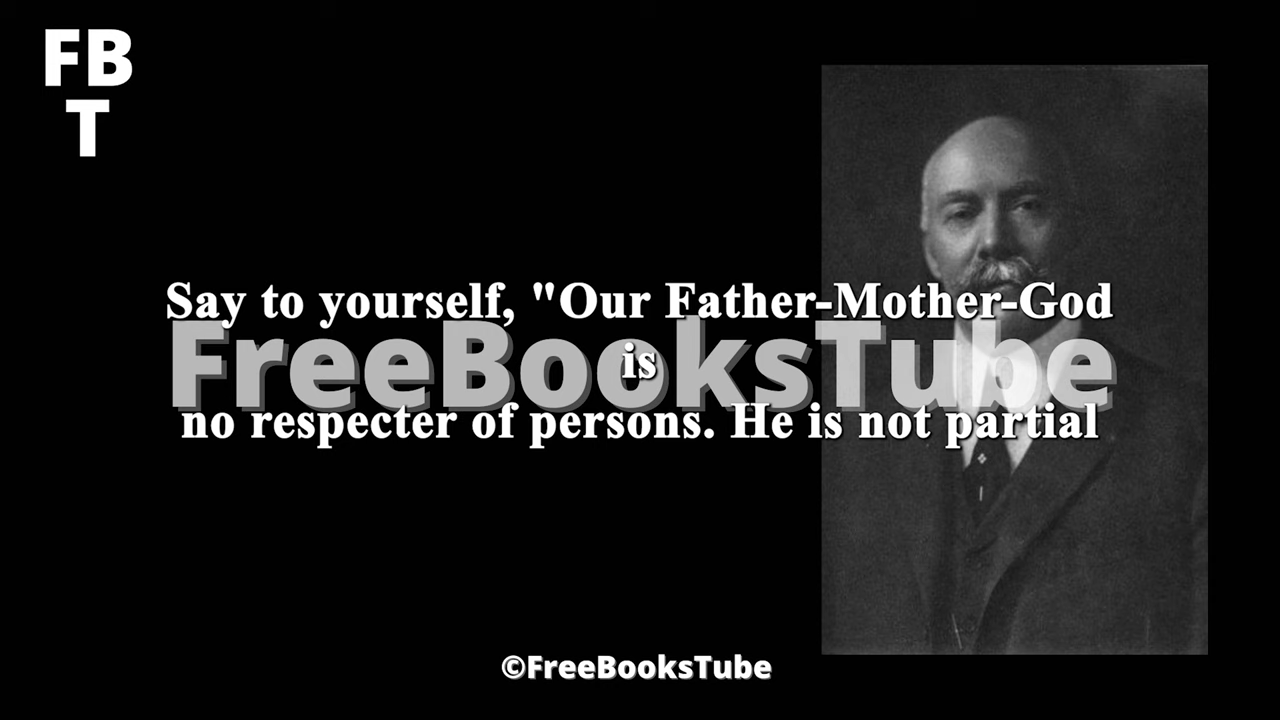 FB
T
Say to yourself, "Our Father-Mother-God
is
FreeBooksTube
no respecter of persons. He is not partial
©FreeBooksTube